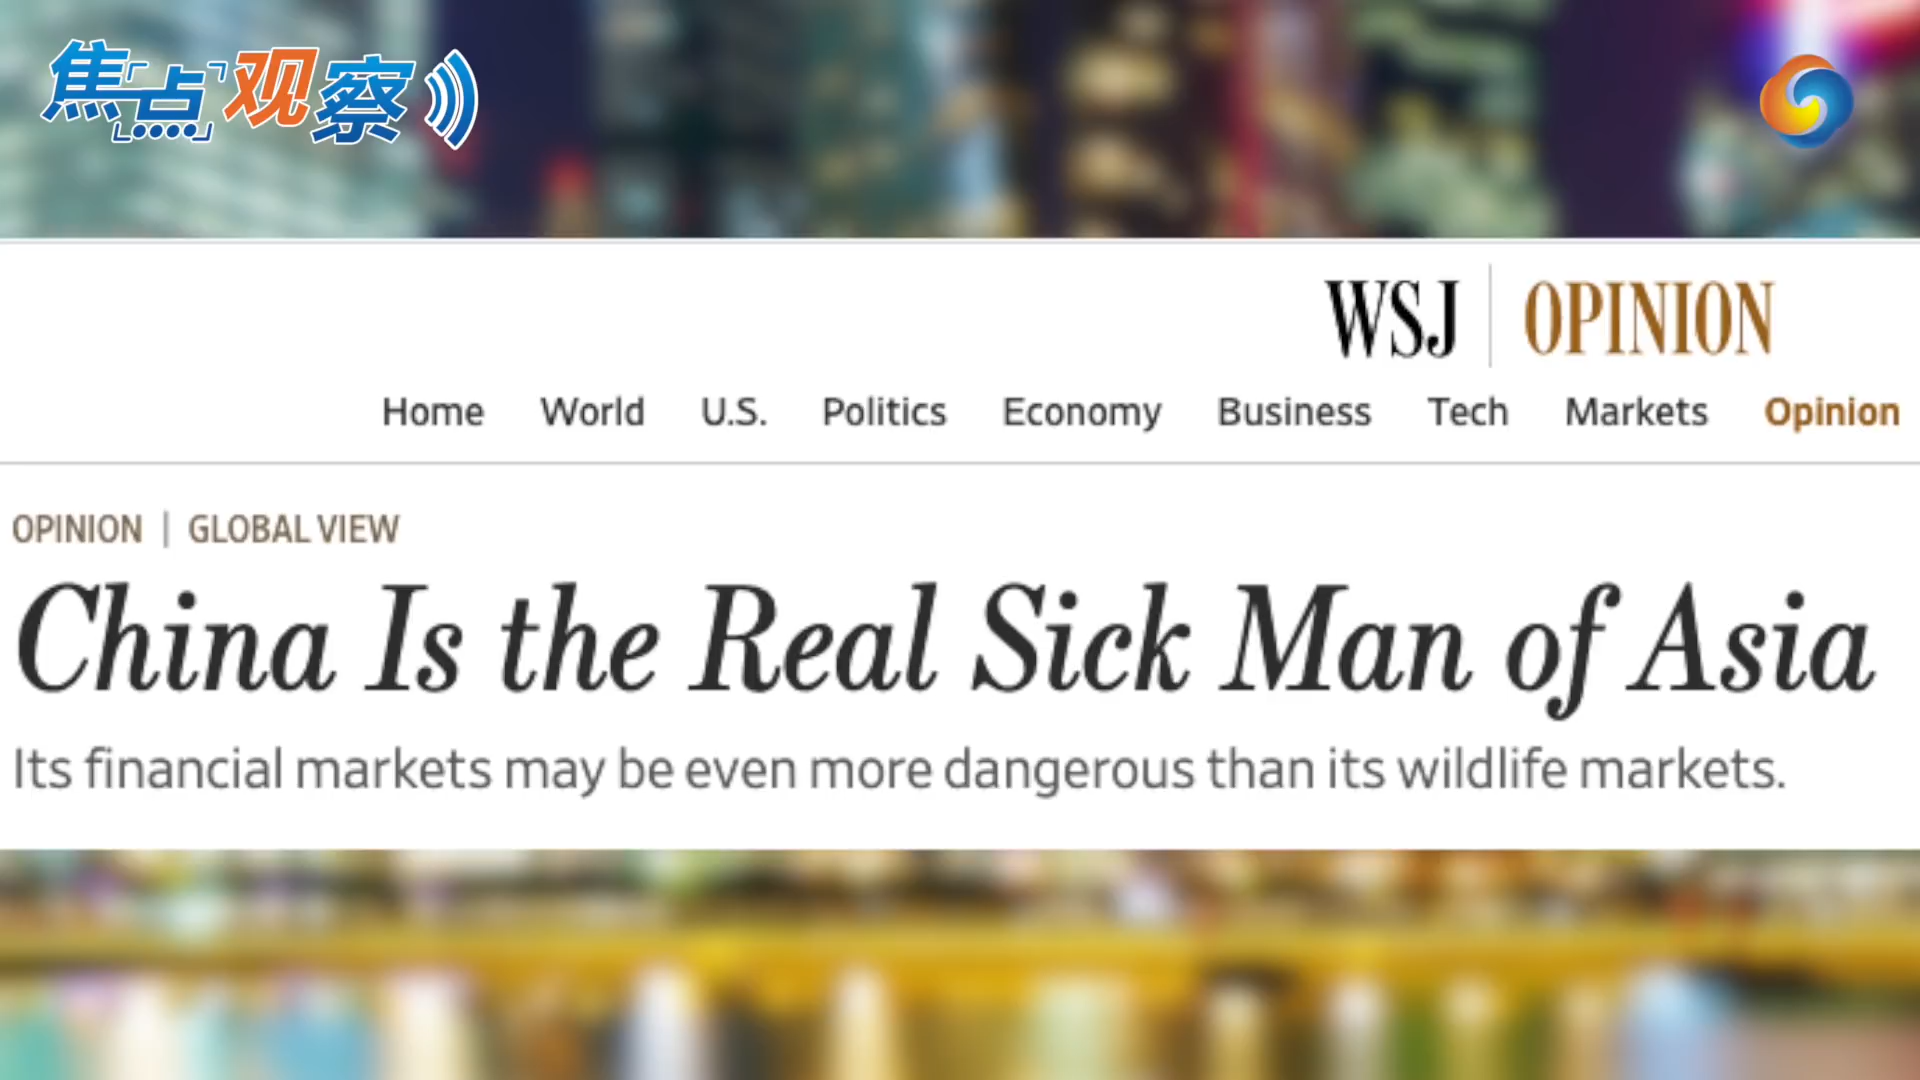 焦点观察
WSJ | OPINION
Home World U.S. Politics Economy Business Tech Markets Opinion
OPINION | GLOBAL VIEW
China Is the Real Sick Man of Asia
Its financial markets may be even more dangerous than its wildlife markets.